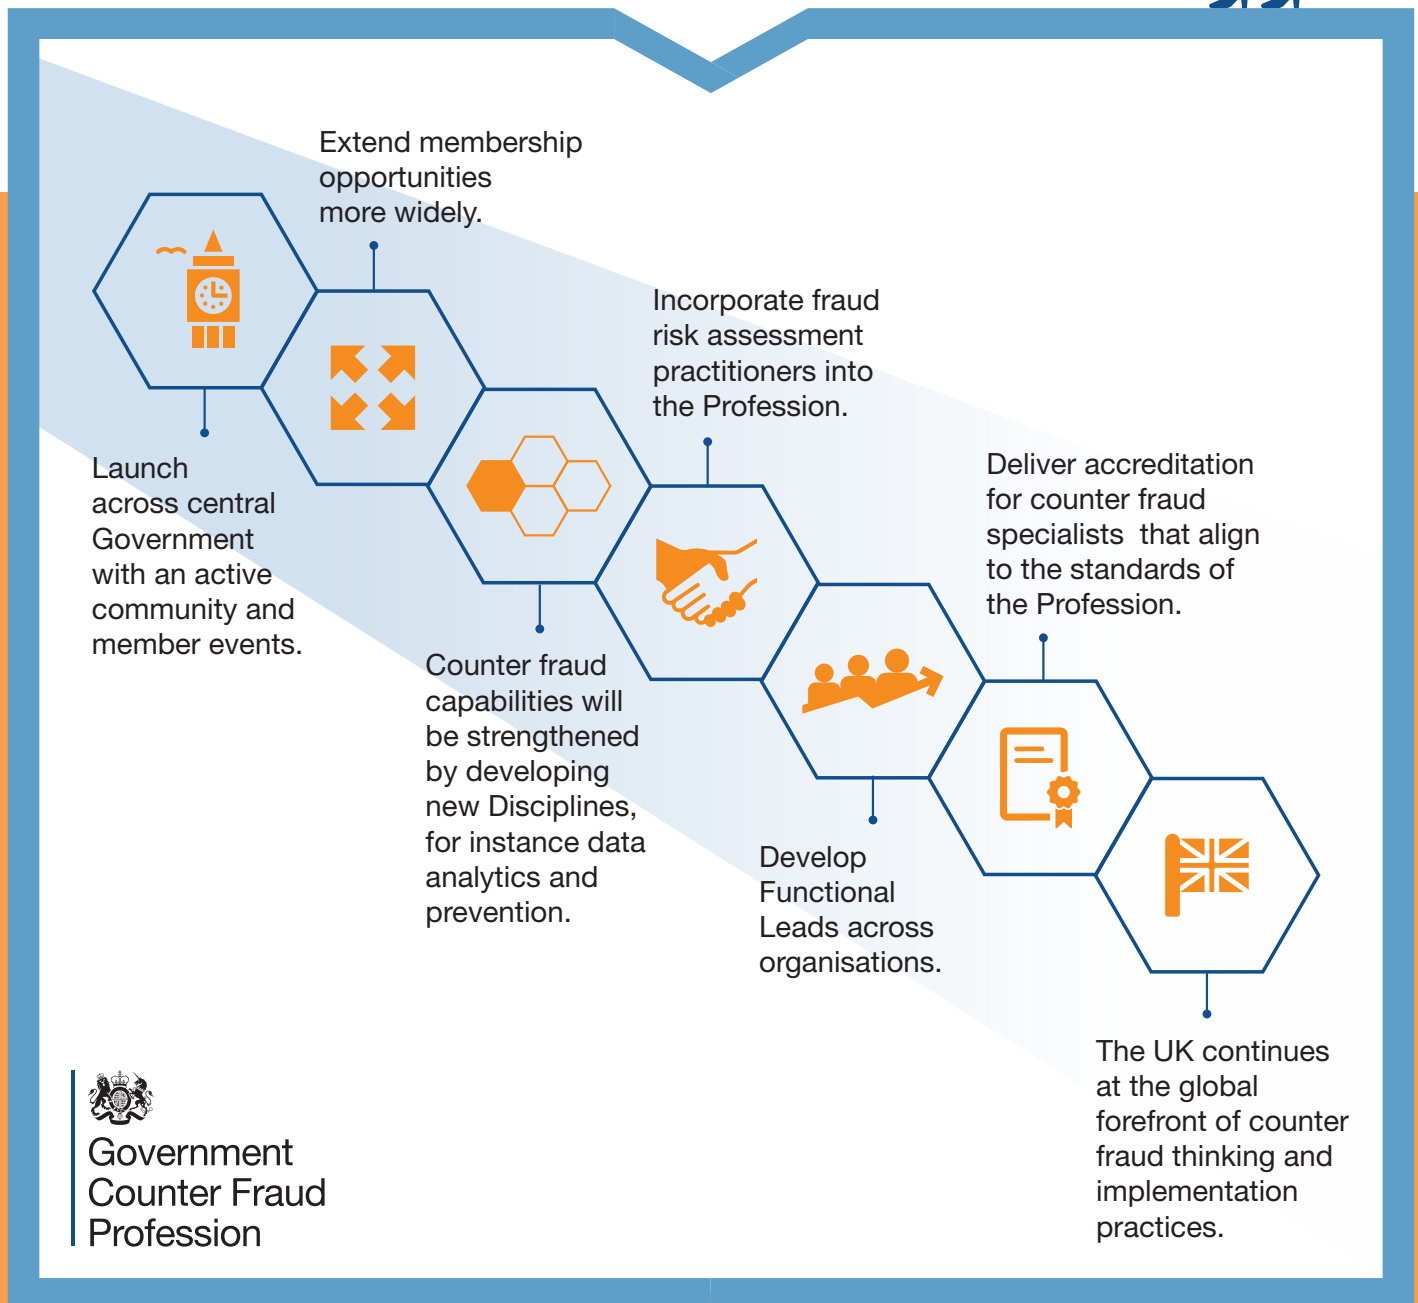 Extend membership
opportunities
more widely.
Launch
across central
Government
with an active
community and
member events.
Incorporate fraud
risk assessment
practitioners into
the Profession.
Counter fraud
capabilities will
be strengthened
by developing
new Disciplines,
for instance data
analytics and
prevention.
Deliver accreditation
for counter fraud
specialists  that align
to the standards of
the Profession.
Develop
Functional
Leads across
organisations.
The UK continues
at the global
forefront of counter
fraud thinking and
implementation
practices.
Government
Counter Fraud
Profession